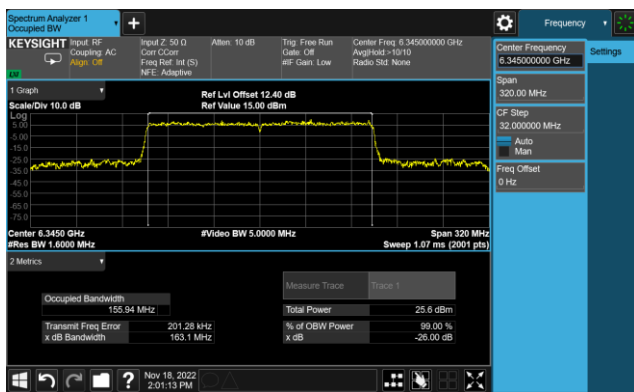 Spectrum Analyzer 1
Occupied BW
Frequency
KEYSIGHT
Input: RF
Coupling: AC
Align: Off
Input Z: 50 Ω
Corr CCorr
Freq Ref: Int (S)
NFE: Adaptive
Atten: 10 dB
Trig: Free Run
Gate: Off
#IF Gain: Low
Center Freq: 6.345000000 GHz
Avg|Hold:>10/10
Radio Std: None
Center Frequency
6.345000000 GHz
Settings
Span
320.00 MHz
CF Step
32.000000 MHz
Auto
Man
Freq Offset
0 Hz
1 Graph
Scale/Div 10.0 dB
Ref Lvl Offset 12.40 dB
Ref Value 15.00 dBm
Log
5.00
-5.00
-15.0
-25.0
-35.0
-45.0
-55.0
-65.0
-75.0
Center 6.3450 GHz
#Video BW 5.0000 MHz
Span 320 MHz
#Res BW 1.6000 MHz
Sweep 1.07 ms (2001 pts)
2 Metrics
Measure Trace
Trace 1
Occupied Bandwidth
155.94 MHz
Total Power
25.6 dBm
Transmit Freq Error
201.28 kHz
% of OBW Power
99.00 %
x dB Bandwidth
163.1 MHz
x dB
-26.00 dB
Nov 18, 2022
2:01:13 PM